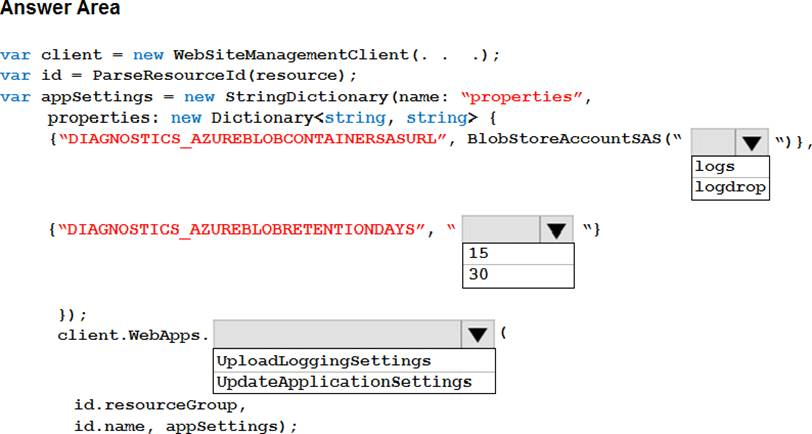 Answer Area
var client = new WebSiteManagementClient(. . .);
var id = ParseResourceId(resource);
var appSettings = new StringDictionary(name: “properties”,
properties: new Dictionary<string, string> {
{“DIAGNOSTICS_AZUREBLOBCONTAINERSASURL”, BlobStoreAccountSAS(“ “)},
logs
logdrop
{“DIAGNOSTICS_AZUREBLOBRETENTIONDAYS”, “ “}
15
30
});
client.WebApps. (
UploadLoggingSettings
UpdateApplicationSettings
id.resourceGroup,
id.name, appSettings);